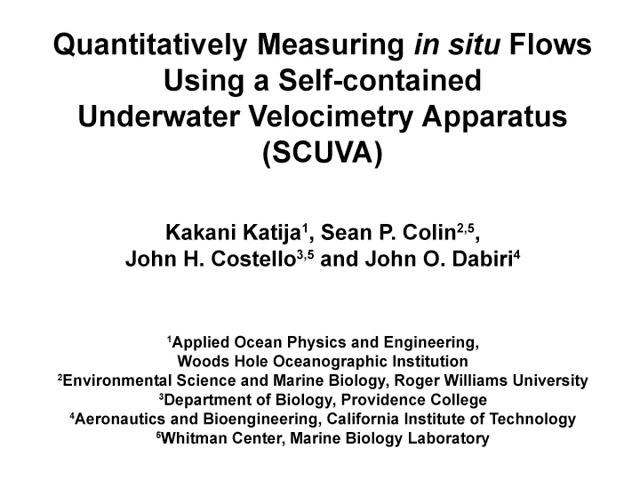 Quantitatively Measuring in situ Flows
Using a Self-contained
Underwater Velocimetry Apparatus
(SCUVA)
Kakani Katija¹, Sean P. Colin²,⁵,
John H. Costello³,⁵ and John O. Dabiri⁴
¹Applied Ocean Physics and Engineering,
Woods Hole Oceanographic Institution
²Environmental Science and Marine Biology, Roger Williams University
³Department of Biology, Providence College
⁴Aeronautics and Bioengineering, California Institute of Technology
⁵Whitman Center, Marine Biology Laboratory